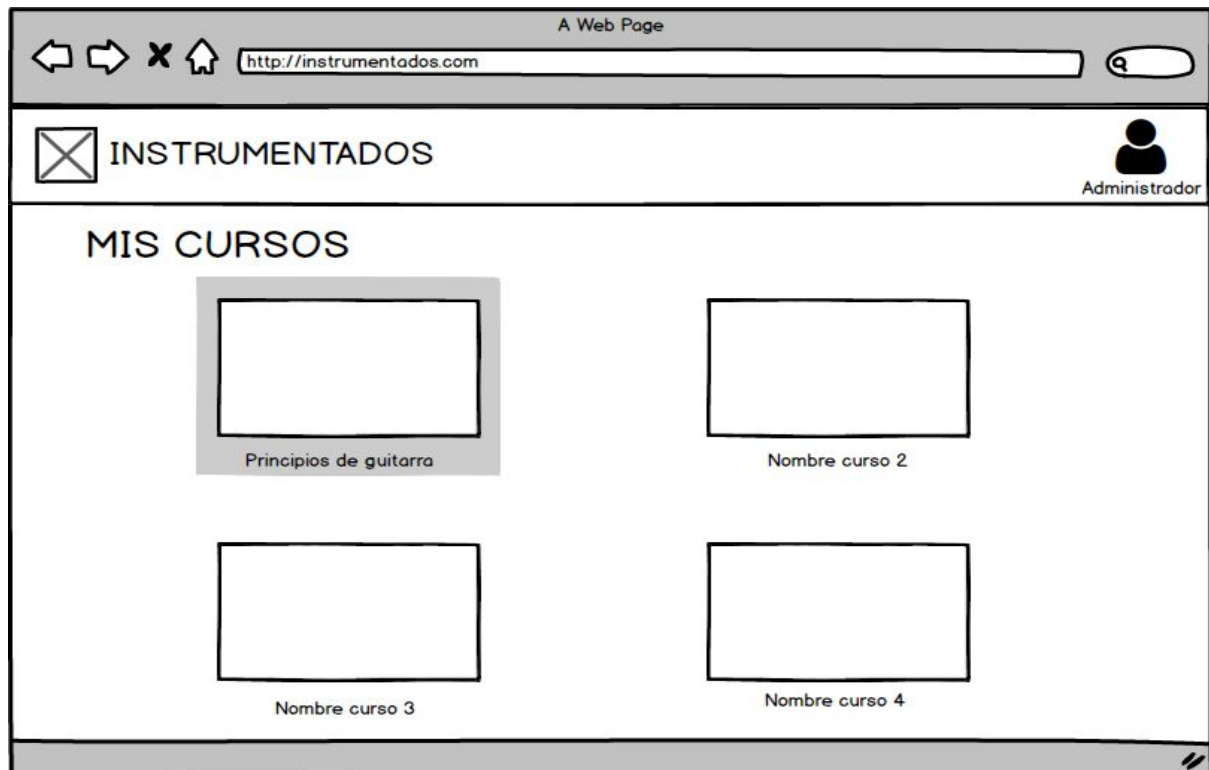 A Web Page
http://instrumentados.com
INSTRUMENTADOS
Administrador
MIS CURSOS
Principios de guitarra
Nombre curso 2
Nombre curso 3
Nombre curso 4